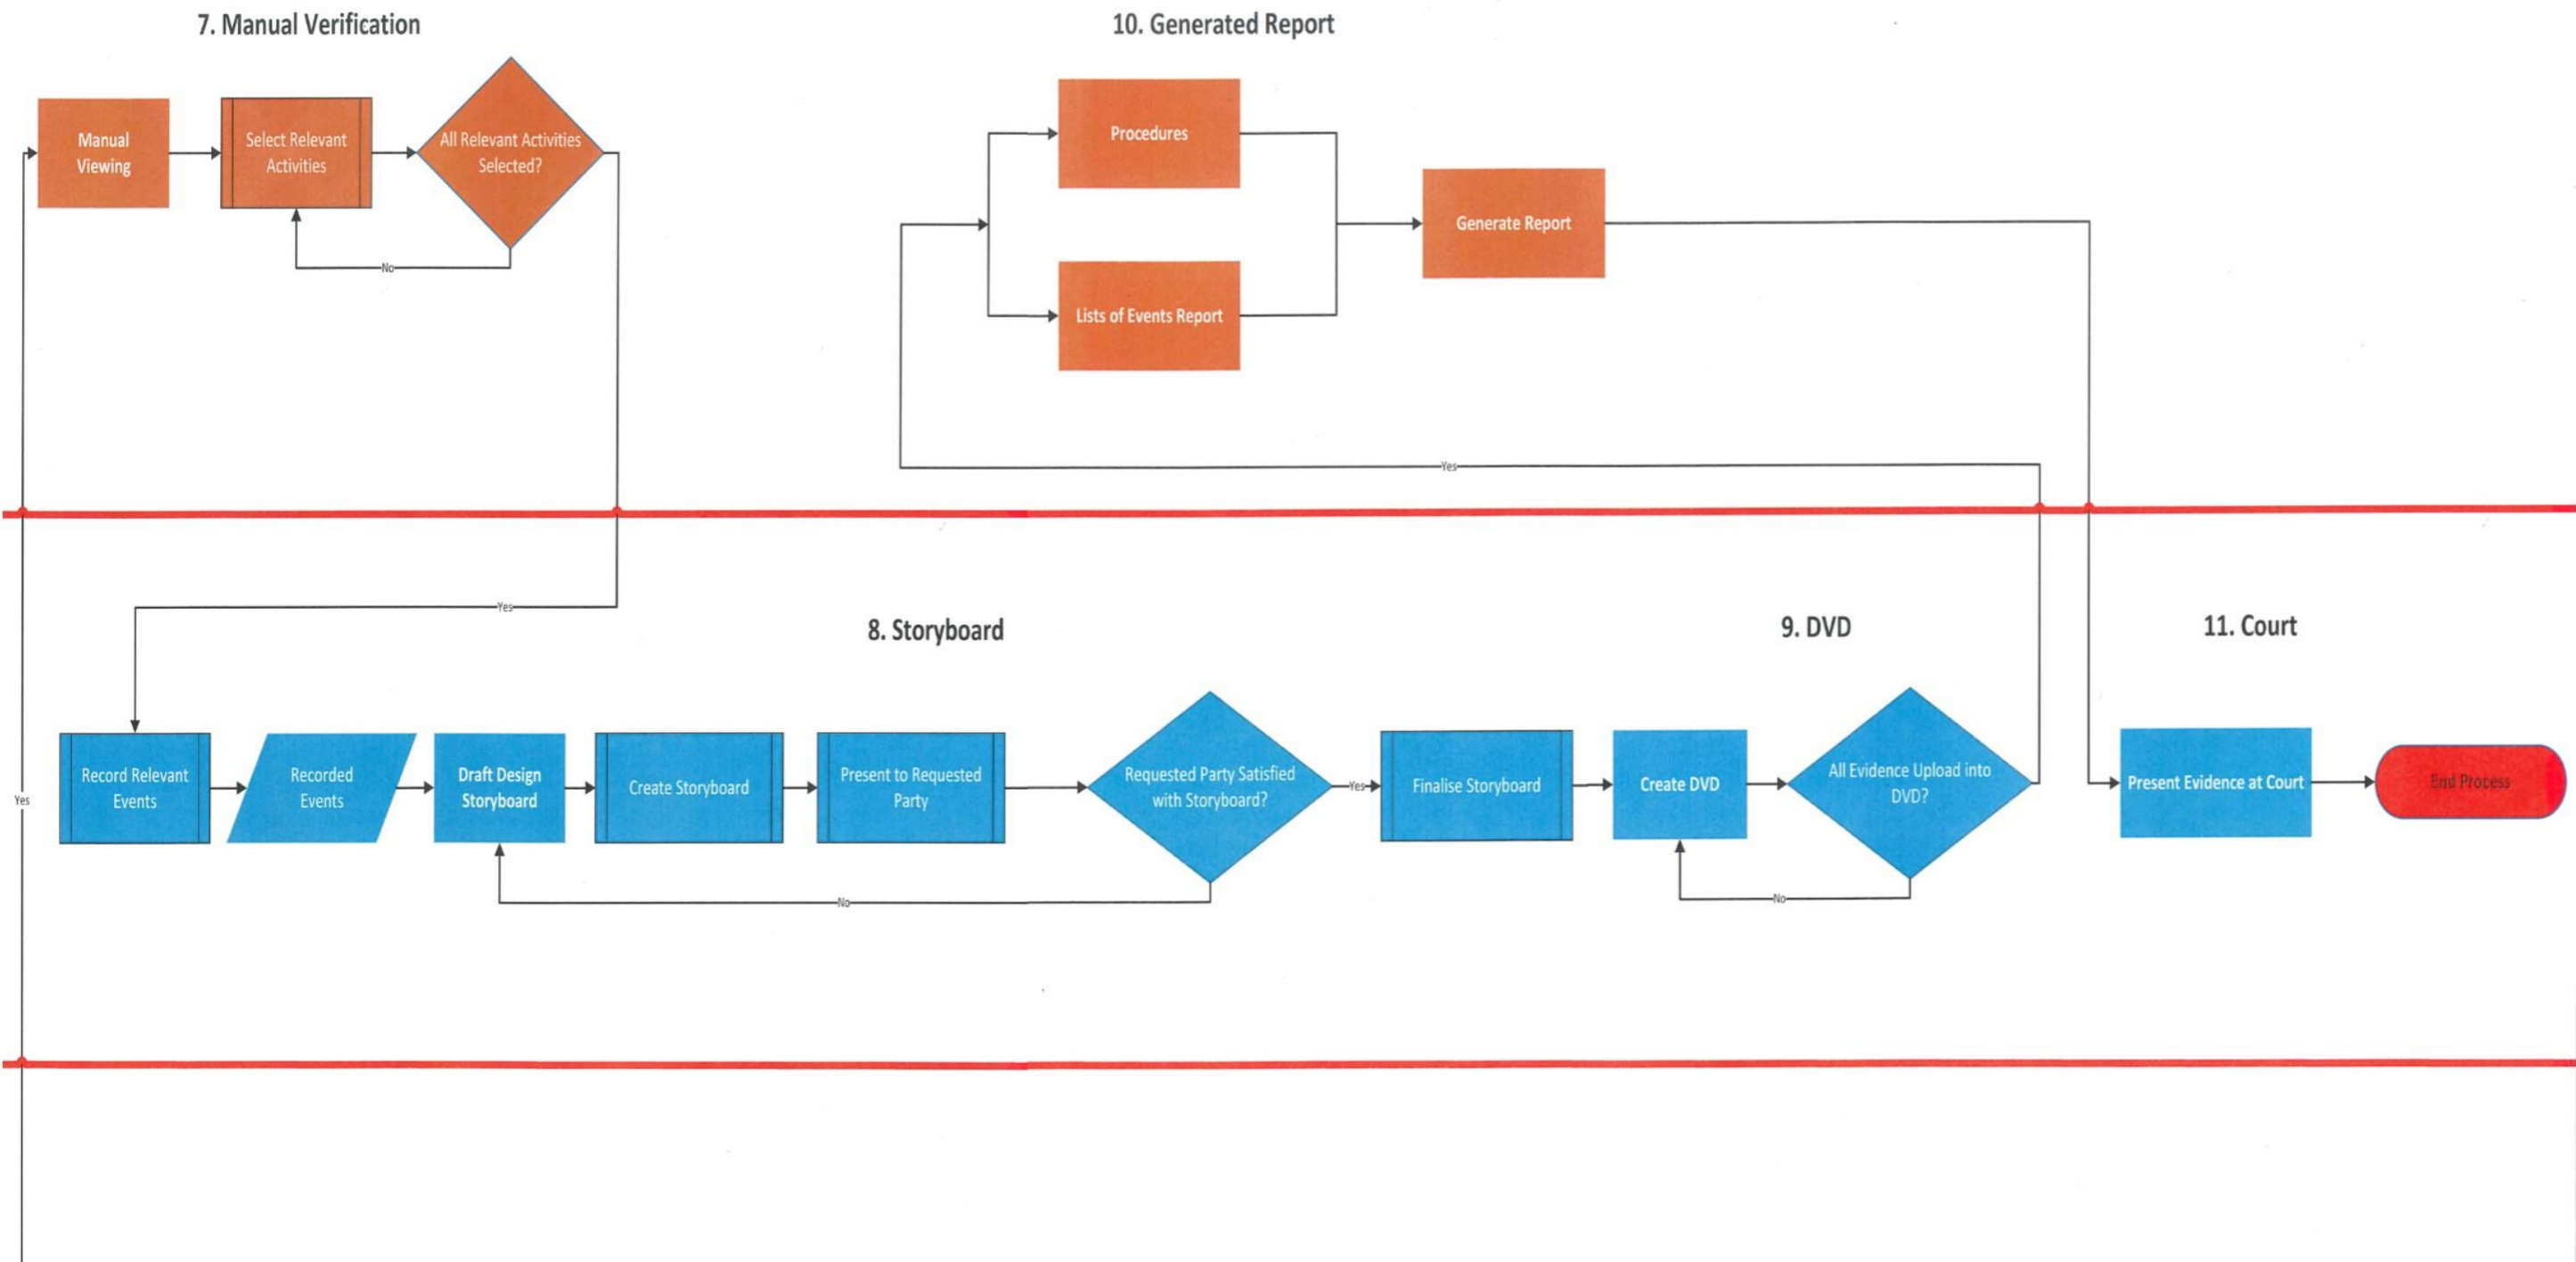 7. Manual Verification
10. Generated Report
Manual
Viewing
Select Relevant
Activities
All Relevant Activities
Selected?
No
Procedures
Generate Report
Lists of Events Report
Yes
Yes
8. Storyboard
9. DVD
11. Court
Yes
Record Relevant
Events
Recorded
Events
Draft Design
Storyboard
Create Storyboard
Present to Requested
Party
Requested Party Satisfied
with Storyboard?
Yes
Finalise Storyboard
Create DVD
All Evidence Upload into
DVD?
Present Evidence at Court
End Process
No
No